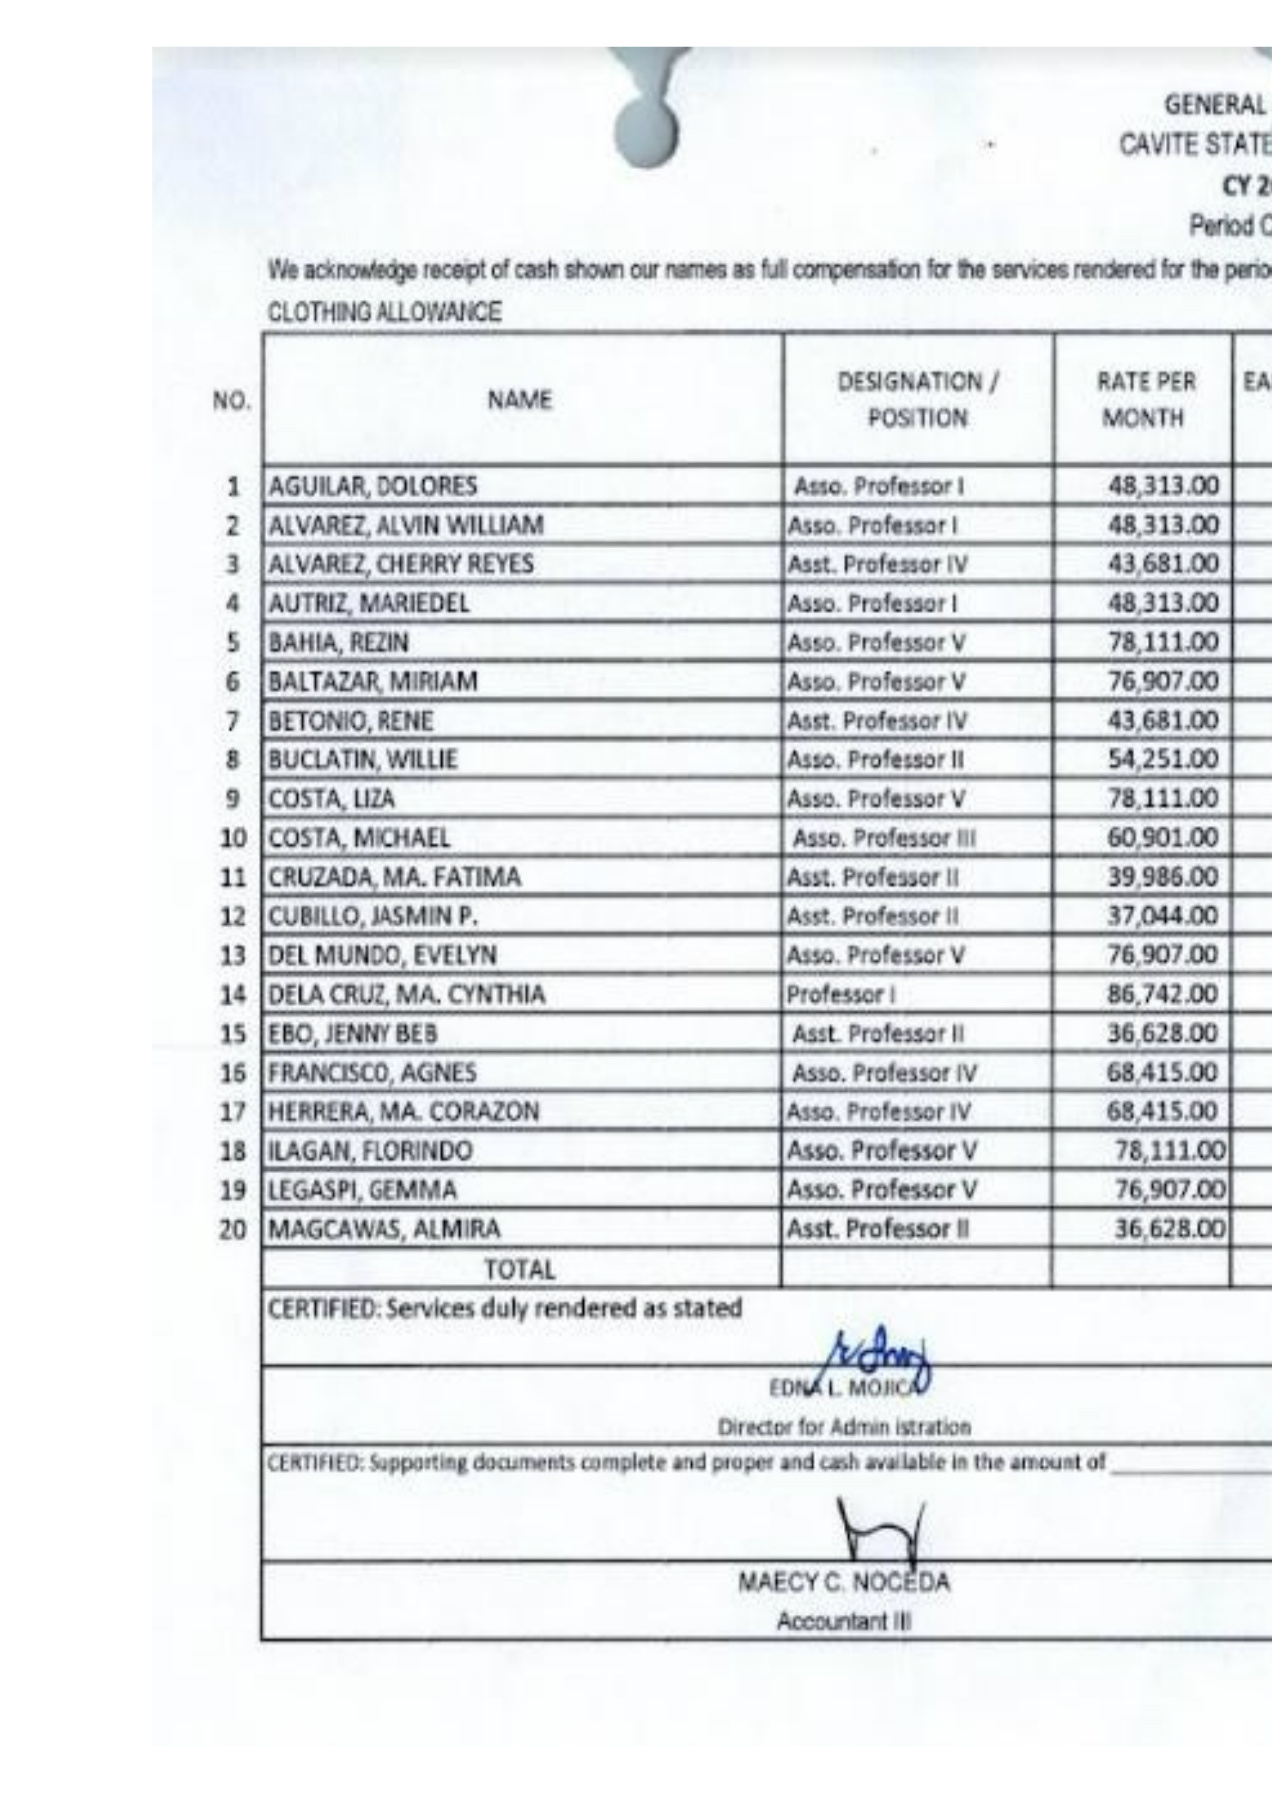 GENERAL
CAVITE STATE
CY 2
Period C
We acknowledge receipt of cash shown our names as full compensation for the services rendered for the perio
CLOTHING ALLOWANCE
NO. NAME DESIGNATION / POSITION RATE PER MONTH EA
1 AGUILAR, DOLORES Asso. Professor I 48,313.00
2 ALVAREZ, ALVIN WILLIAM Asso. Professor I 48,313.00
3 ALVAREZ, CHERRY REYES Asst. Professor IV 43,681.00
4 AUTRIZ, MARIEDEL Asso. Professor I 48,313.00
5 BAHIA, REZIN Asso. Professor V 78,111.00
6 BALTAZAR, MIRIAM Asso. Professor V 76,907.00
7 BETONIO, RENE Asst. Professor IV 43,681.00
8 BUCLATIN, WILLIE Asso. Professor II 54,251.00
9 COSTA, LIZA Asso. Professor V 78,111.00
10 COSTA, MICHAEL Asso. Professor III 60,901.00
11 CRUZADA, MA. FATIMA Asst. Professor II 39,986.00
12 CUBILLO, JASMIN P. Asst. Professor II 37,044.00
13 DEL MUNDO, EVELYN Asso. Professor V 76,907.00
14 DELA CRUZ, MA. CYNTHIA Professor I 86,742.00
15 EBO, JENNY BEB Asst. Professor II 36,628.00
16 FRANCISCO, AGNES Asso. Professor IV 68,415.00
17 HERRERA, MA. CORAZON Asso. Professor IV 68,415.00
18 ILAGAN, FLORINDO Asso. Professor V 78,111.00
19 LEGASPI, GEMMA Asso. Professor V 76,907.00
20 MAGCAWAS, ALMIRA Asst. Professor II 36,628.00
TOTAL
CERTIFIED: Services duly rendered as stated
EDNA L. MOJICA
Director for Admin istration
CERTIFIED: Supporting documents complete and proper and cash available in the amount of
MAECY C. NOCEDA
Accountant III